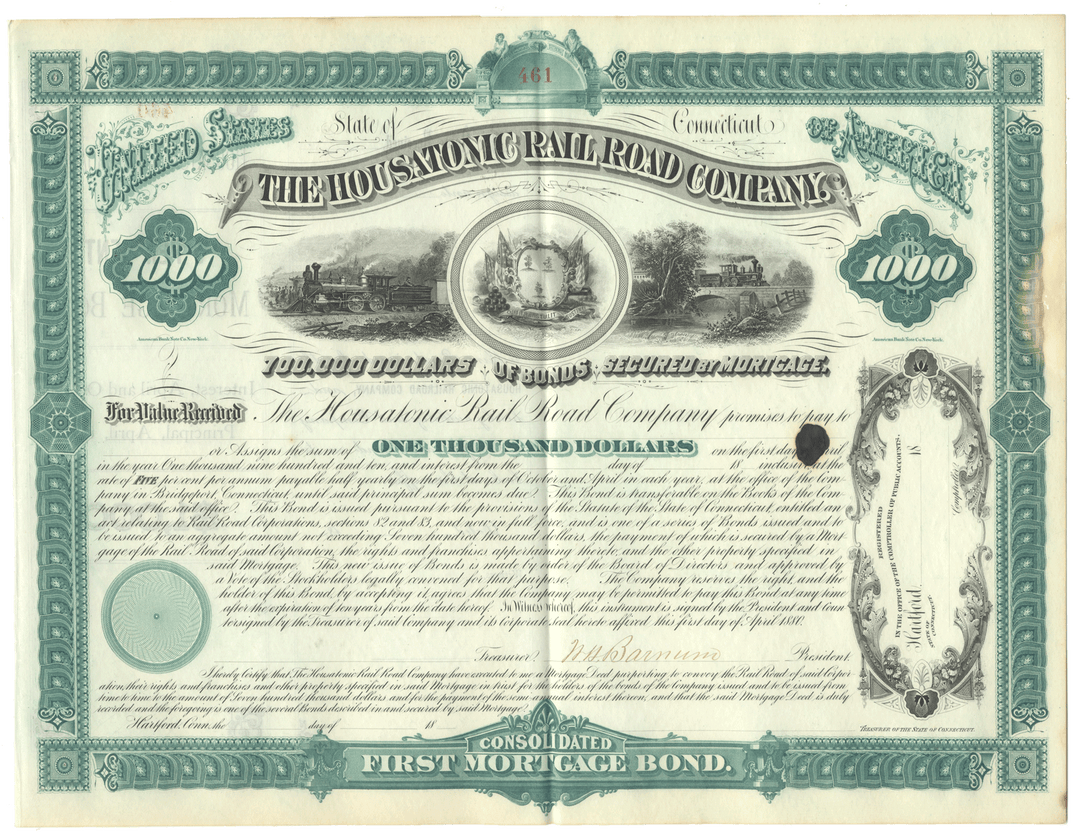 461
UNITED STATES
State of Connecticut
OF AMERICA
THE HOUSATONIC RAIL ROAD COMPANY.
1000
1000
American Bank Note Co. New York.
American Bank Note Co. New York.
700,000 DOLLARS OF BONDS SECURED BY MORTGAGE.
For Value Received The Housatonic Rail Road Company promises to pay to
or Assigns the sum of ONE THOUSAND DOLLARS on the first day
in the year One thousand nine hundred and ten, and interest from the day of 18 inclusive at the
rate of FIVE per cent per annum payable half yearly on the first days of October and April in each year, at the office of the Com-
pany in Bridgeport, Connecticut, until said principal sum becomes due. This Bond is transferable on the Books of the Com-
pany at the said office. This Bond is issued pursuant to the provisions of the Statute of the State of Connecticut, entitled an
act relating to Rail Road Corporations, sections 82 and 83, and now in full force, and is one of a series of Bonds issued and to
be issued to the aggregate amount not exceeding Seven hundred thousand dollars, the payment of which is secured by a Mort-
gage of the Rail Road of said Corporation, the rights and franchises appertaining thereto, and the other property specified in
said Mortgage. This new issue of Bonds is made by order of the Board of Directors and approved by
a Vote of the Stockholders legally convened for that purpose. The Company reserves the right, and the
holder of this Bond, by accepting it, agrees that the Company may be permitted to pay this Bond at any time
after the expiration of ten years from the date hereof. In Witness whereof, this instrument is signed by the President and coun-
tersigned by the Treasurer of said Company and its Corporate seal hereto affixed this first day of April 1880.
Treasurer. W H Barnum President.
I hereby Certify that The Housatonic Rail Road Company have executed to me a Mortgage Deed purporting to convey the Rail Road of said Corpor-
ation, their rights and franchises and other property specified in said Mortgage in trust for the holders of the bonds of the Company issued and to be issued from
time to time to the amount of Seven hundred thousand dollars, and for the payment of the semi annual interest thereon; and that the said Mortgage Deed is duly
recorded and the foregoing is one of the several Bonds described in and secured by said Mortgage.
Hartford, Conn. the day of 18
TREASURER OF THE STATE OF CONNECTICUT.
REGISTERED
IN THE OFFICE OF THE COMPTROLLER OF PUBLIC ACCOUNTS.
Hartford 18
STATE OF
CONNECTICUT.
Comptroller
CONSOLIDATED
FIRST MORTGAGE BOND.